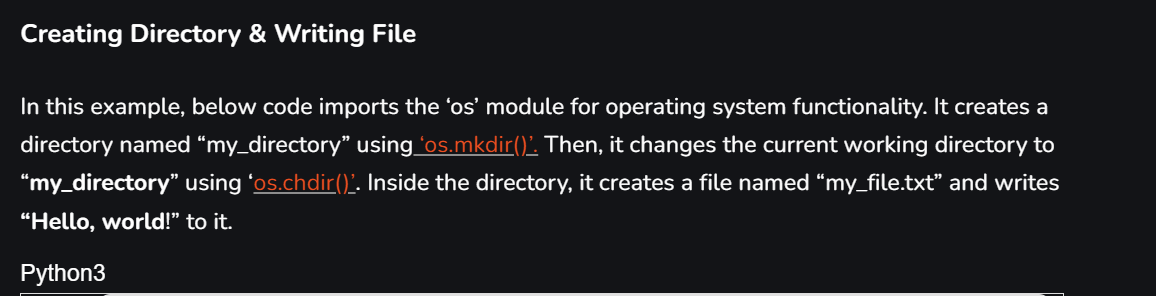 Creating Directory & Writing File
In this example, below code imports the ‘os’ module for operating system functionality. It creates a
directory named “my_directory” using ‘os.mkdir()’. Then, it changes the current working directory to
“my_directory” using ‘os.chdir()’. Inside the directory, it creates a file named “my_file.txt” and writes
“Hello, world!” to it.
Python3